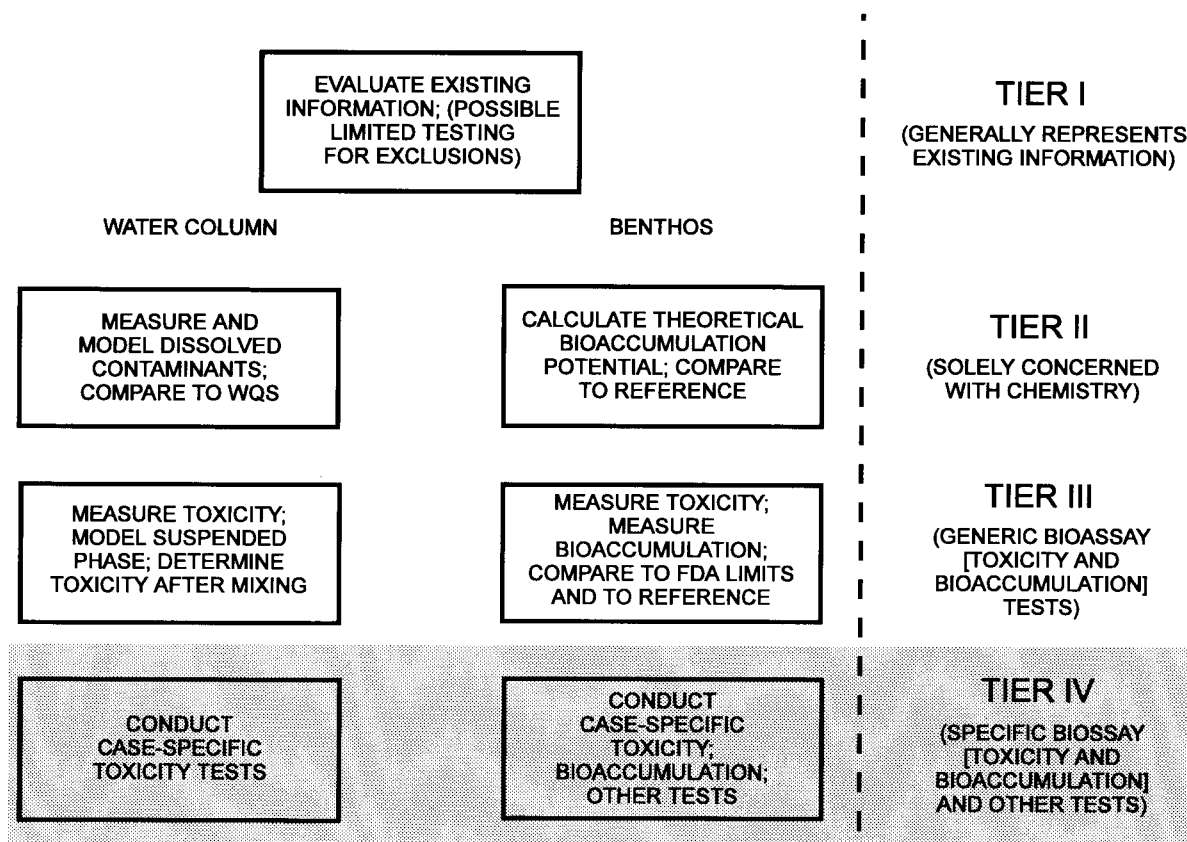 EVALUATE EXISTING
INFORMATION; (POSSIBLE
LIMITED TESTING
FOR EXCLUSIONS)
TIER I
(GENERALLY REPRESENTS
EXISTING INFORMATION)
WATER COLUMN
BENTHOS
MEASURE AND
MODEL DISSOLVED
CONTAMINANTS;
COMPARE TO WQS
CALCULATE THEORETICAL
BIOACCUMULATION
POTENTIAL; COMPARE
TO REFERENCE
TIER II
(SOLELY CONCERNED
WITH CHEMISTRY)
MEASURE TOXICITY;
MODEL SUSPENDED
PHASE; DETERMINE
TOXICITY AFTER MIXING
MEASURE TOXICITY;
MEASURE
BIOACCUMULATION;
COMPARE TO FDA LIMITS
AND TO REFERENCE
TIER III
(GENERIC BIOASSAY
[TOXICITY AND
BIOACCUMULATION]
TESTS)
CONDUCT
CASE-SPECIFIC
TOXICITY TESTS
CONDUCT
CASE-SPECIFIC
TOXICITY;
BIOACCUMULATION;
OTHER TESTS
TIER IV
(SPECIFIC BIOSSAY
[TOXICITY AND
BIOACCUMULATION]
AND OTHER TESTS)